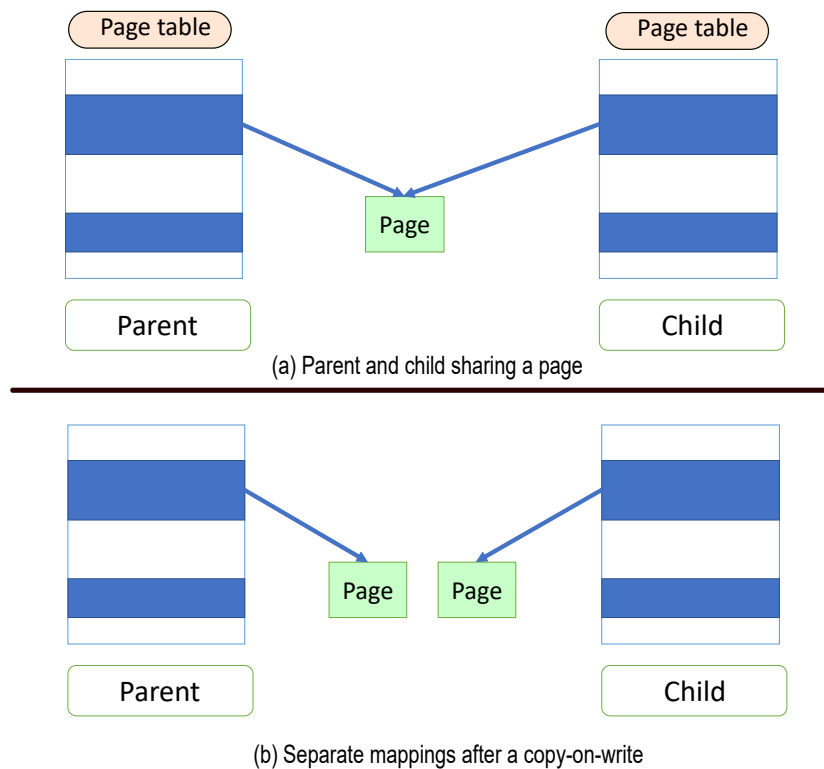 Page table
Page table
Page
Parent
Child
(a) Parent and child sharing a page
Page
Page
Parent
Child
(b) Separate mappings after a copy-on-write